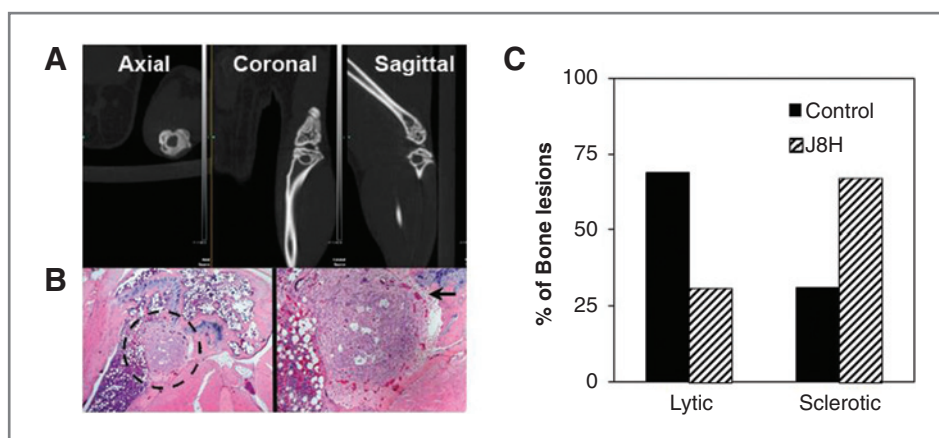 A
Axial
Coronal
Sagittal
B
C
100
75
50
25
0
% of Bone lesions
Control
J8H
Lytic
Sclerotic